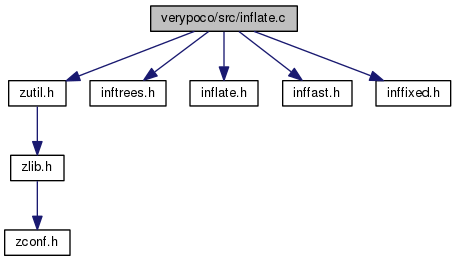 verypoco/src/inflate.c
zutil.h
inftrees.h
inflate.h
inffast.h
inffixed.h
zlib.h
zconf.h